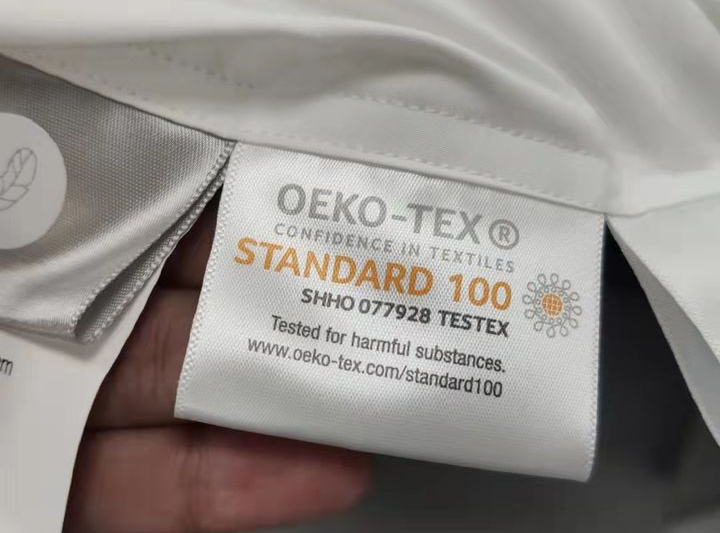 OEKO-TEX®
CONFIDENCE IN TEXTILES
STANDARD 100
SHHO 077928 TESTEX
Tested for harmful substances.
www.oeko-tex.com/standard100